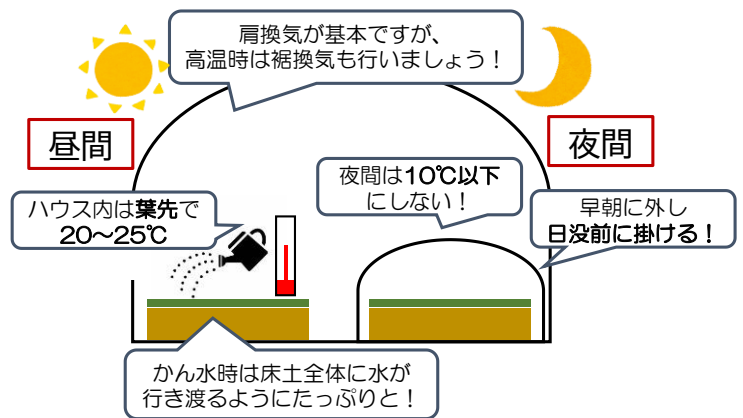 肩換気が基本ですが、
高温時は裾換気も行いましょう！
昼間
夜間
ハウス内は葉先で
20～25℃
夜間は10℃以下
にしない！
早朝に外し
日没前に掛ける！
かん水時は床土全体に水が
行き渡るようにたっぷりと！